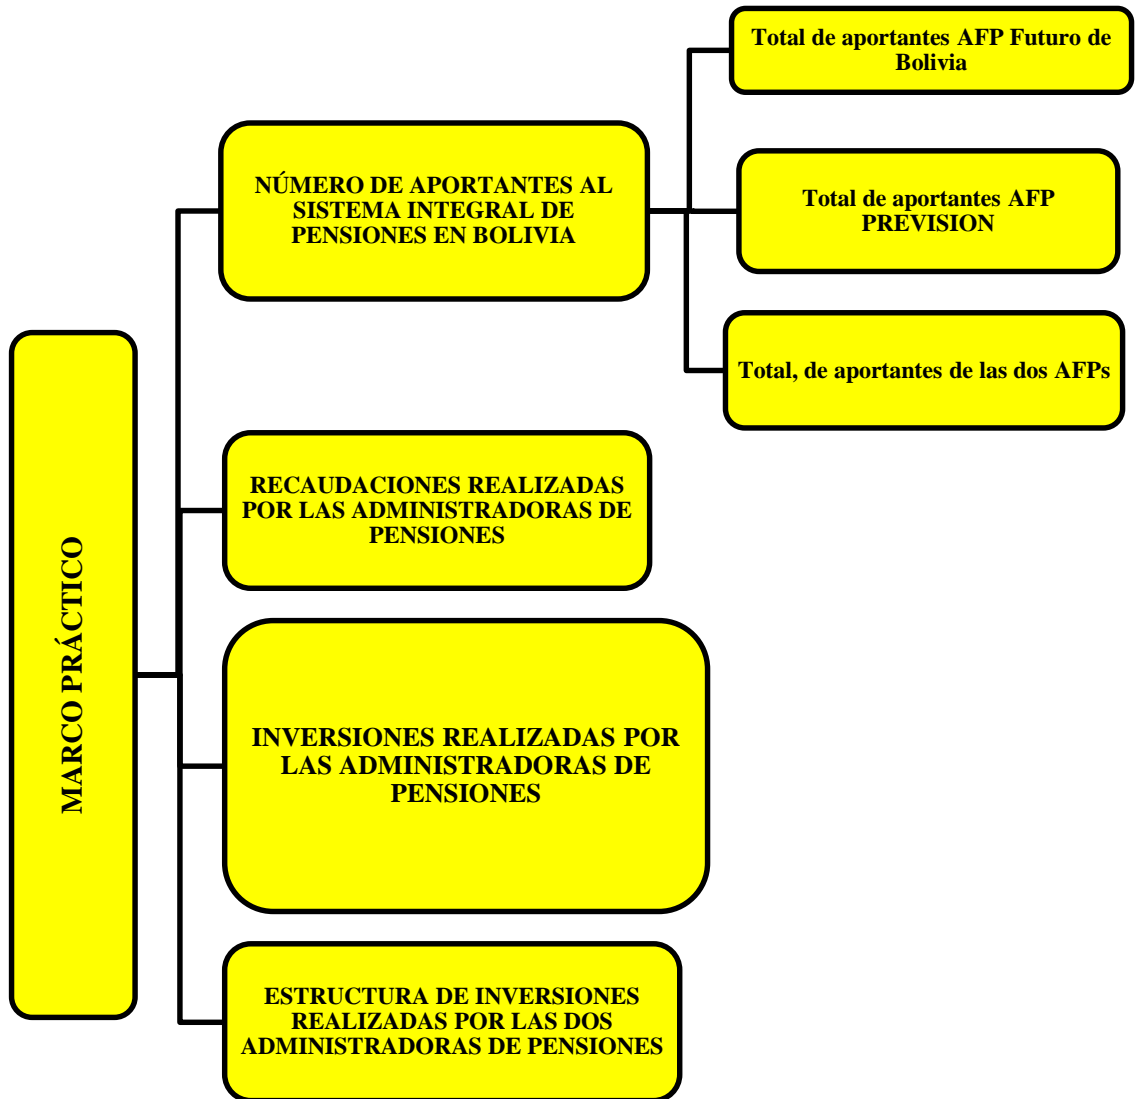 MARCO PRÁCTICO
NÚMERO DE APORTANTES AL
SISTEMA INTEGRAL DE
PENSIONES EN BOLIVIA
Total de aportantes AFP Futuro de
Bolivia
Total de aportantes AFP
PREVISION
Total, de aportantes de las dos AFPs
RECAUDACIONES REALIZADAS
POR LAS ADMINISTRADORAS DE
PENSIONES
INVERSIONES REALIZADAS POR
LAS ADMINISTRADORAS DE
PENSIONES
ESTRUCTURA DE INVERSIONES
REALIZADAS POR LAS DOS
ADMINISTRADORAS DE PENSIONES